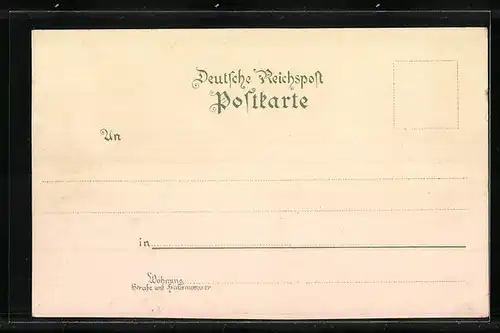 Deutsche Reichspost
Postkarte
An
in
Wohnung
Straße und Hausnummer